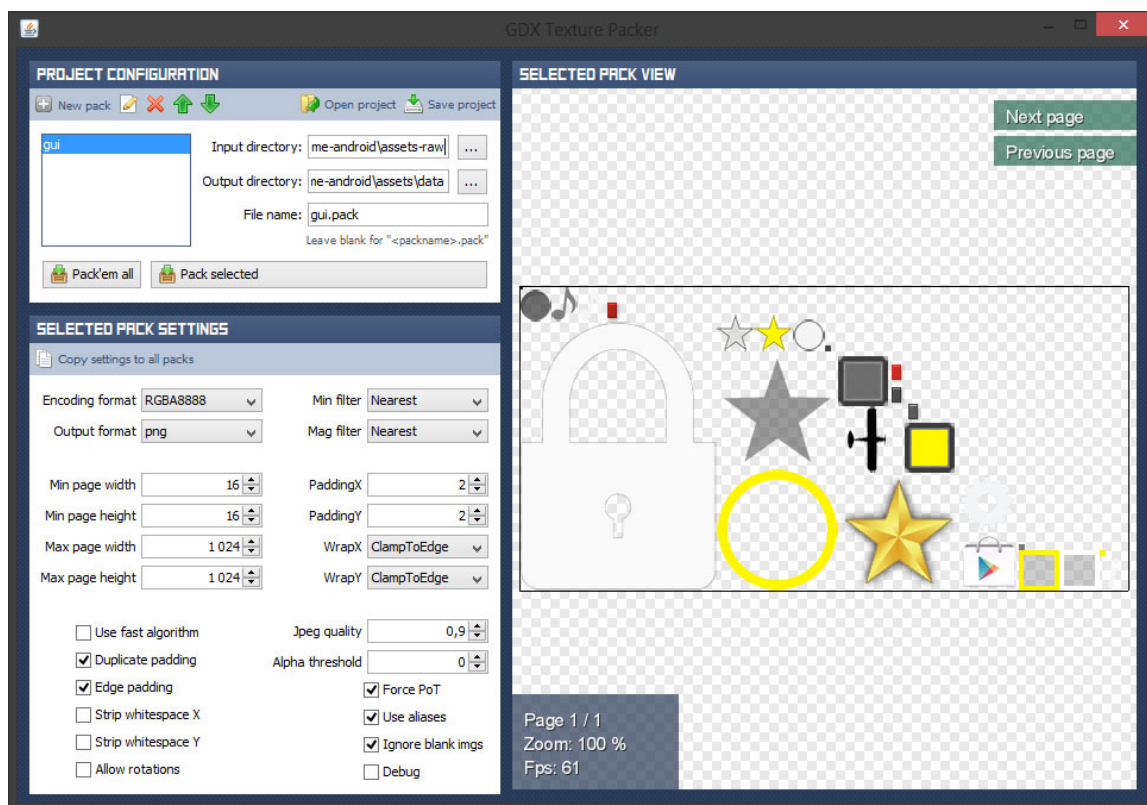 GDX Texture Packer
PROJECT CONFIGURATION
New pack
Open project
Save project
gui
Input directory: me-android\assets-raw ...
Output directory: ne-android\assets\data ...
File name: gui.pack
Leave blank for "<packname>.pack"
Pack'em all
Pack selected
SELECTED PACK SETTINGS
Copy settings to all packs
Encoding format RGBA8888
Min filter Nearest
Output format png
Mag filter Nearest
Min page width 16
PaddingX 2
Min page height 16
PaddingY 2
Max page width 1 024
WrapX ClampToEdge
Max page height 1 024
WrapY ClampToEdge
Use fast algorithm
Jpeg quality 0,9
Duplicate padding
Alpha threshold 0
Edge padding
Force PoT
Strip whitespace X
Use aliases
Strip whitespace Y
Ignore blank imgs
Allow rotations
Debug
SELECTED PACK VIEW
Next page
Previous page
Page 1 / 1
Zoom: 100 %
Fps: 61